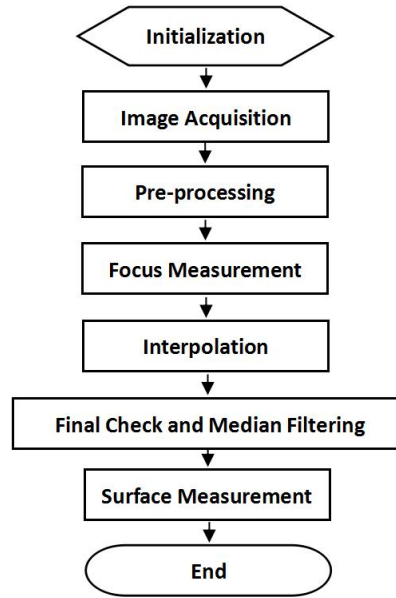 Initialization
Image Acquisition
Pre-processing
Focus Measurement
Interpolation
Final Check and Median Filtering
Surface Measurement
End